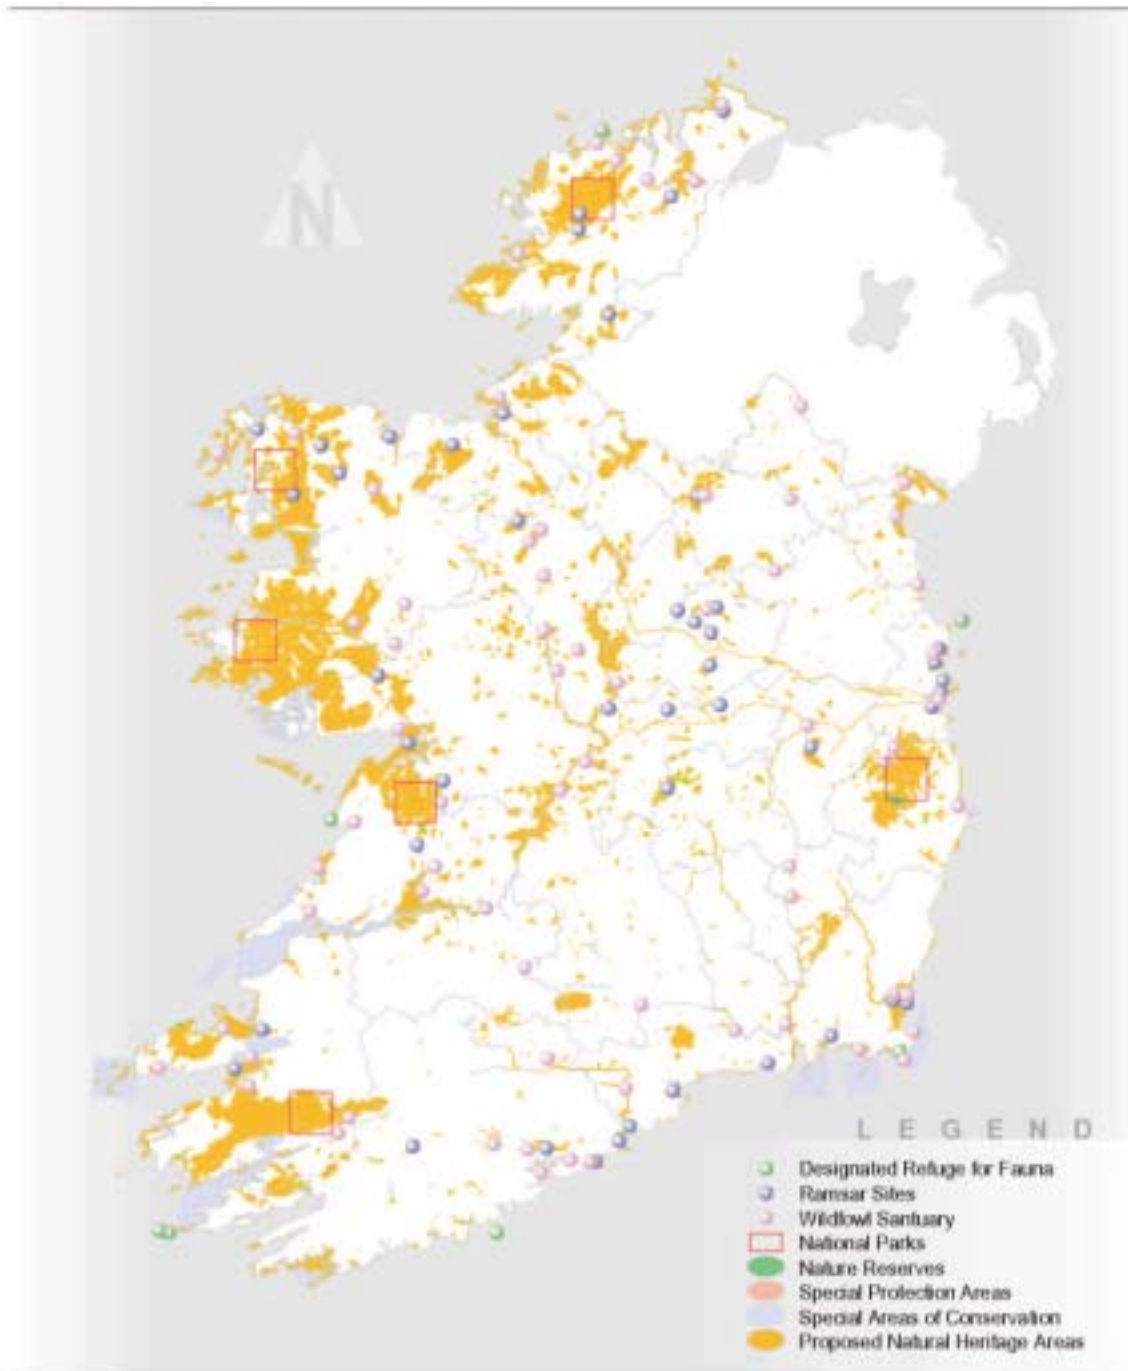 N
LEGEND
Designated Refuge for Fauna
Ramsar Sites
Wildfowl Santuary
National Parks
Nature Reserves
Special Protection Areas
Special Areas of Conservation
Proposed Natural Heritage Areas